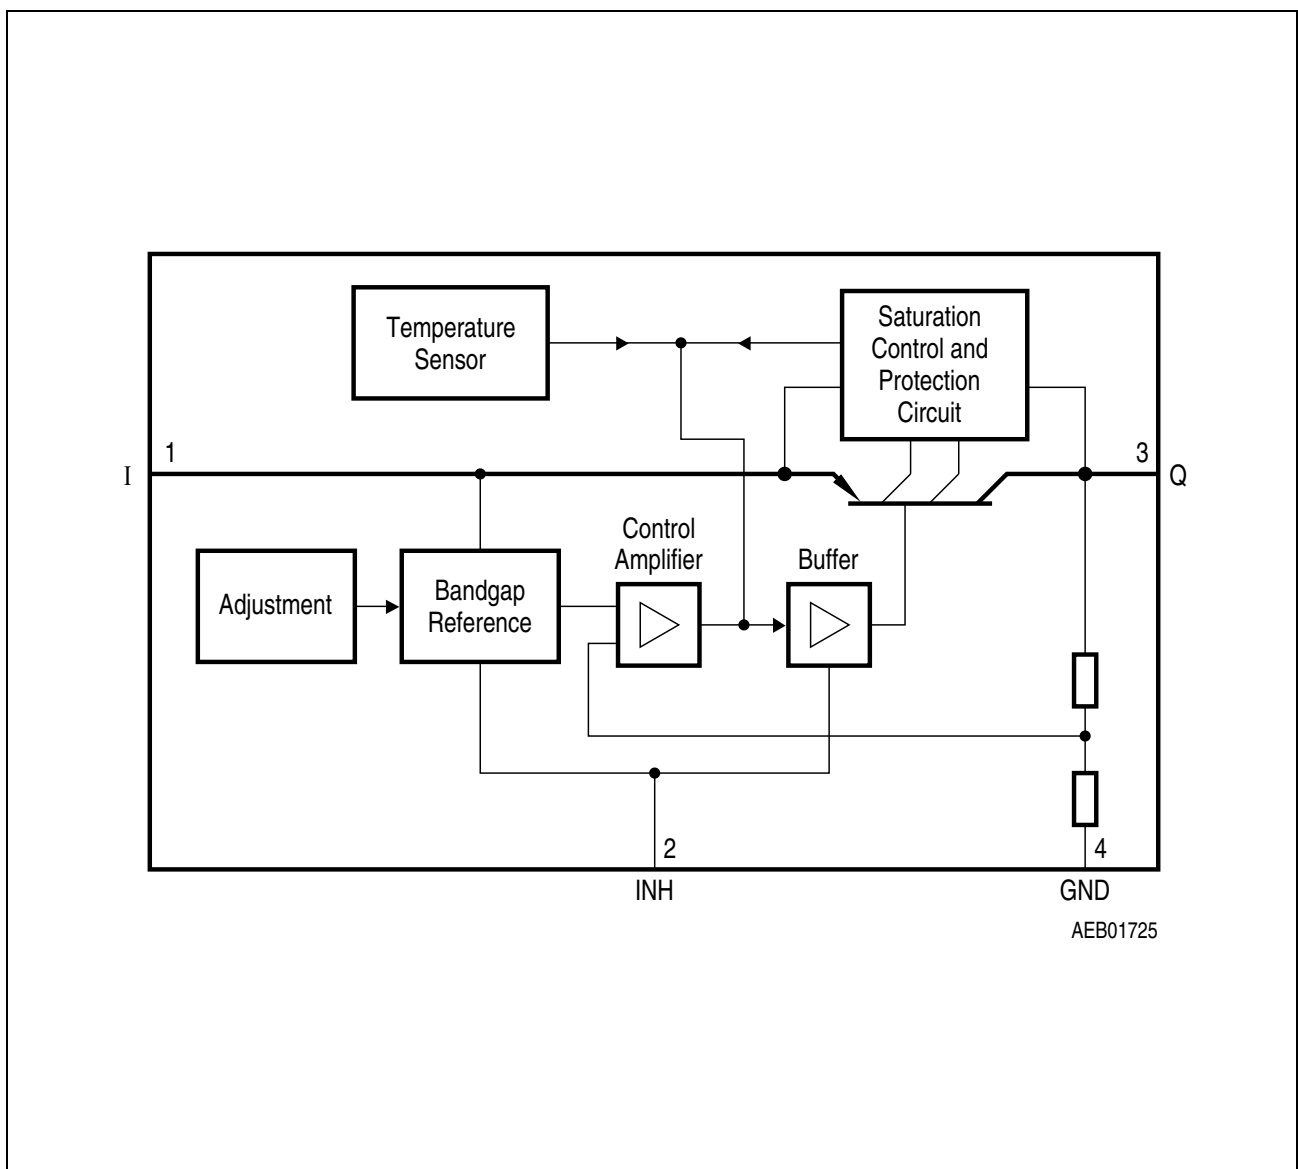 Temperature
Sensor
Saturation
Control and
Protection
Circuit
1
3
I
Q
Control
Amplifier
Buffer
Adjustment
Bandgap
Reference
2
4
INH
GND
AEB01725